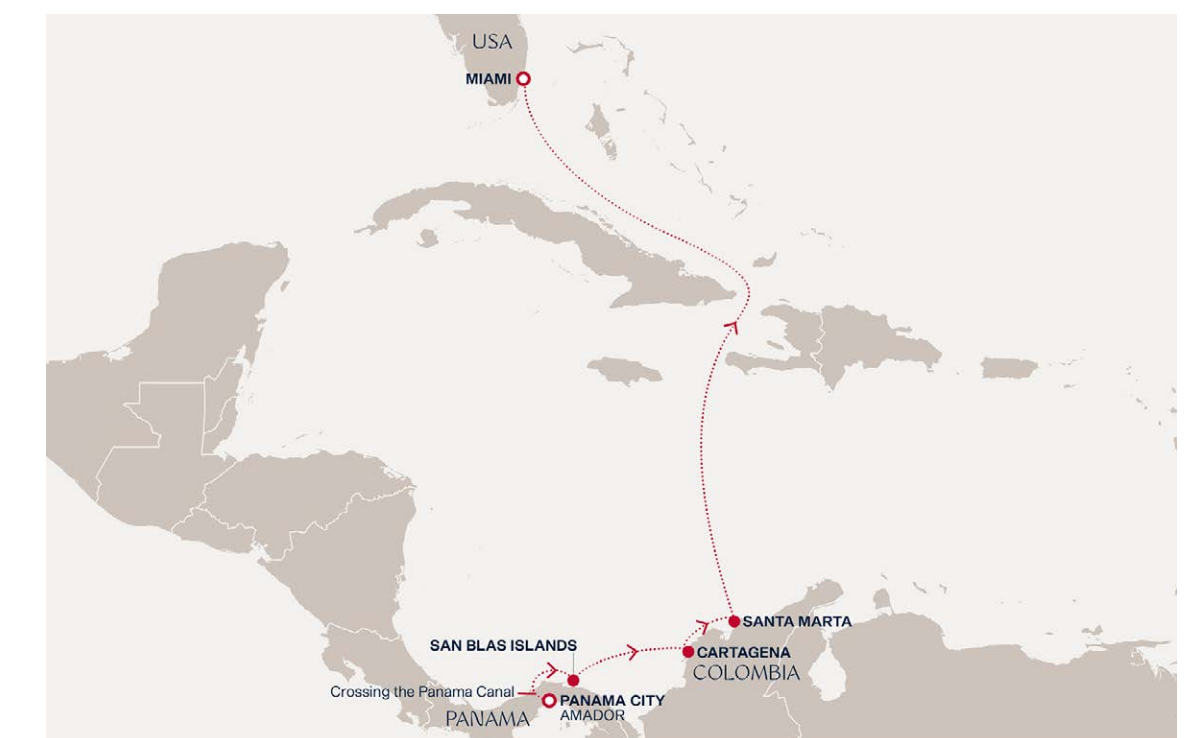 USA
MIAMI
SANTA MARTA
SAN BLAS ISLANDS
CARTAGENA
COLOMBIA
Crossing the Panama Canal
PANAMA CITY
AMADOR
PANAMA